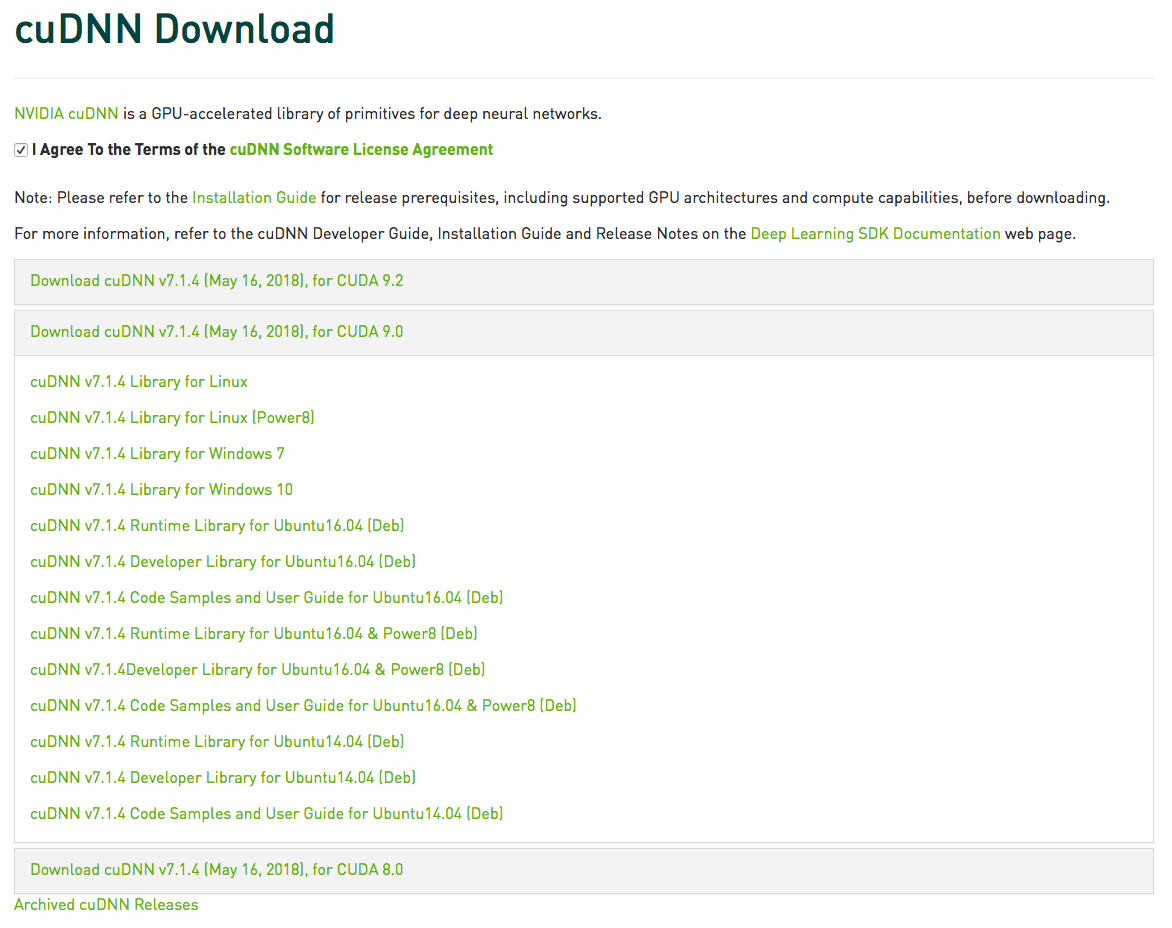 cuDNN Download
NVIDIA cuDNN is a GPU-accelerated library of primitives for deep neural networks.
I Agree To the Terms of the cuDNN Software License Agreement
Note: Please refer to the Installation Guide for release prerequisites, including supported GPU architectures and compute capabilities, before downloading.
For more information, refer to the cuDNN Developer Guide, Installation Guide and Release Notes on the Deep Learning SDK Documentation web page.
Download cuDNN v7.1.4 (May 16, 2018), for CUDA 9.2
Download cuDNN v7.1.4 (May 16, 2018), for CUDA 9.0
cuDNN v7.1.4 Library for Linux
cuDNN v7.1.4 Library for Linux (Power8)
cuDNN v7.1.4 Library for Windows 7
cuDNN v7.1.4 Library for Windows 10
cuDNN v7.1.4 Runtime Library for Ubuntu16.04 (Deb)
cuDNN v7.1.4 Developer Library for Ubuntu16.04 (Deb)
cuDNN v7.1.4 Code Samples and User Guide for Ubuntu16.04 (Deb)
cuDNN v7.1.4 Runtime Library for Ubuntu16.04 & Power8 (Deb)
cuDNN v7.1.4Developer Library for Ubuntu16.04 & Power8 (Deb)
cuDNN v7.1.4 Code Samples and User Guide for Ubuntu16.04 & Power8 (Deb)
cuDNN v7.1.4 Runtime Library for Ubuntu14.04 (Deb)
cuDNN v7.1.4 Developer Library for Ubuntu14.04 (Deb)
cuDNN v7.1.4 Code Samples and User Guide for Ubuntu14.04 (Deb)
Download cuDNN v7.1.4 (May 16, 2018), for CUDA 8.0
Archived cuDNN Releases